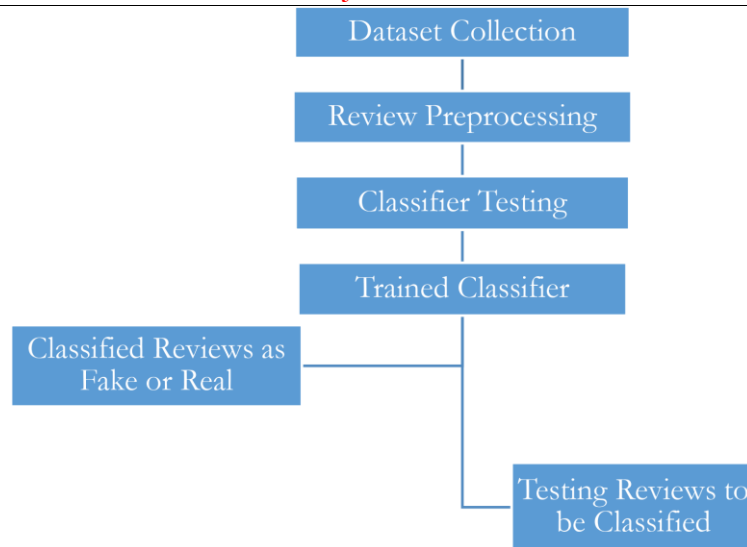 Dataset Collection
Review Preprocessing
Classifier Testing
Trained Classifier
Classified Reviews as
Fake or Real
Testing Reviews to
be Classified